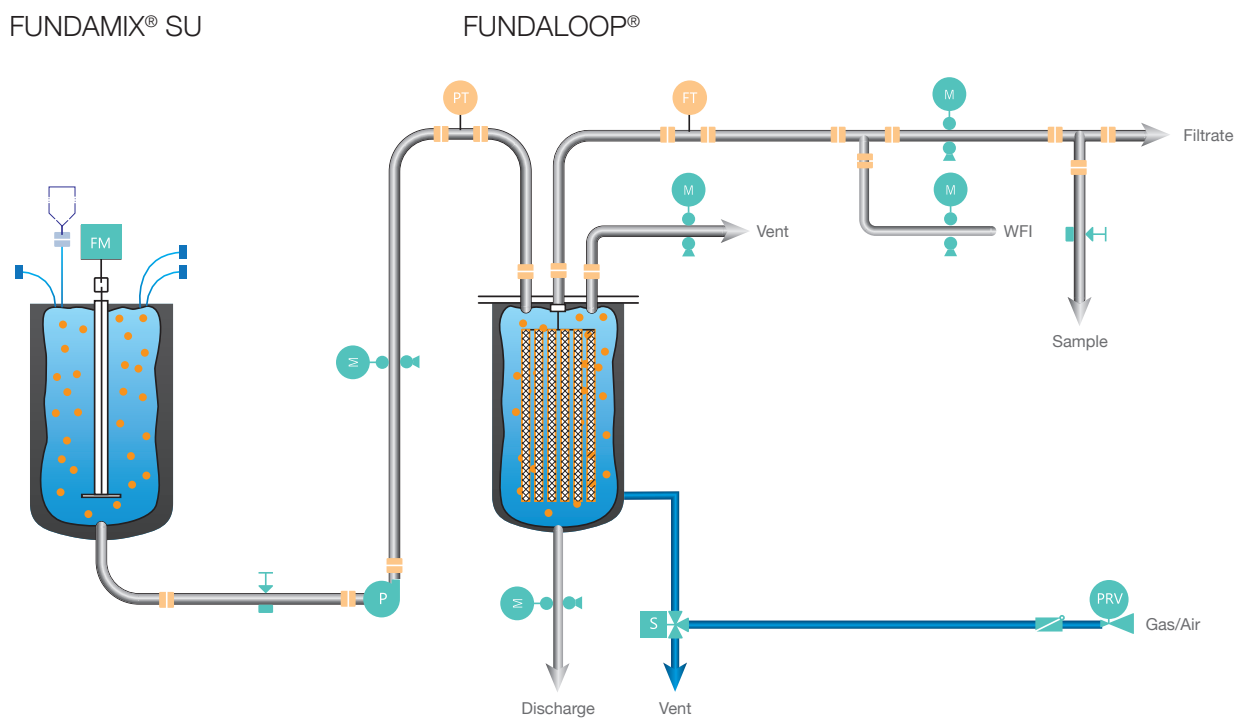 FUNDAMIX® SU
FUNDALOOP®
PT
FT
M
Filtrate
M
FM
Vent
M
WFI
Sample
M
P
M
S
PRV
Gas/Air
Discharge
Vent